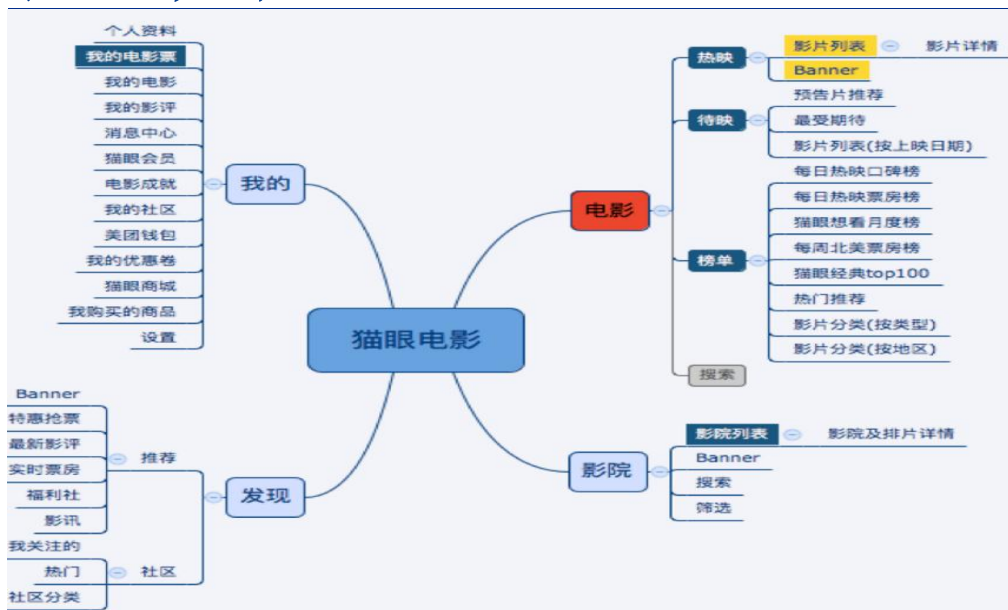 猫眼电影
我的
个人资料
我的电影票
我的电影
我的影评
消息中心
猫眼会员
电影成就
我的社区
美团钱包
我的优惠卷
猫眼商城
我购买的商品
设置
发现
推荐
Banner
特惠抢票
最新影评
实时票房
福利社
影讯
社区
我关注的
热门
社区分类
电影
热映
影片列表
影片详情
Banner
待映
预告片推荐
最受期待
影片列表(按上映日期)
榜单
每日热映口碑榜
每日热映票房榜
猫眼想看月度榜
每周北美票房榜
猫眼经典top100
热门推荐
影片分类(按类型)
影片分类(按地区)
搜索
影院
影院列表
影院及排片详情
Banner
搜索
筛选